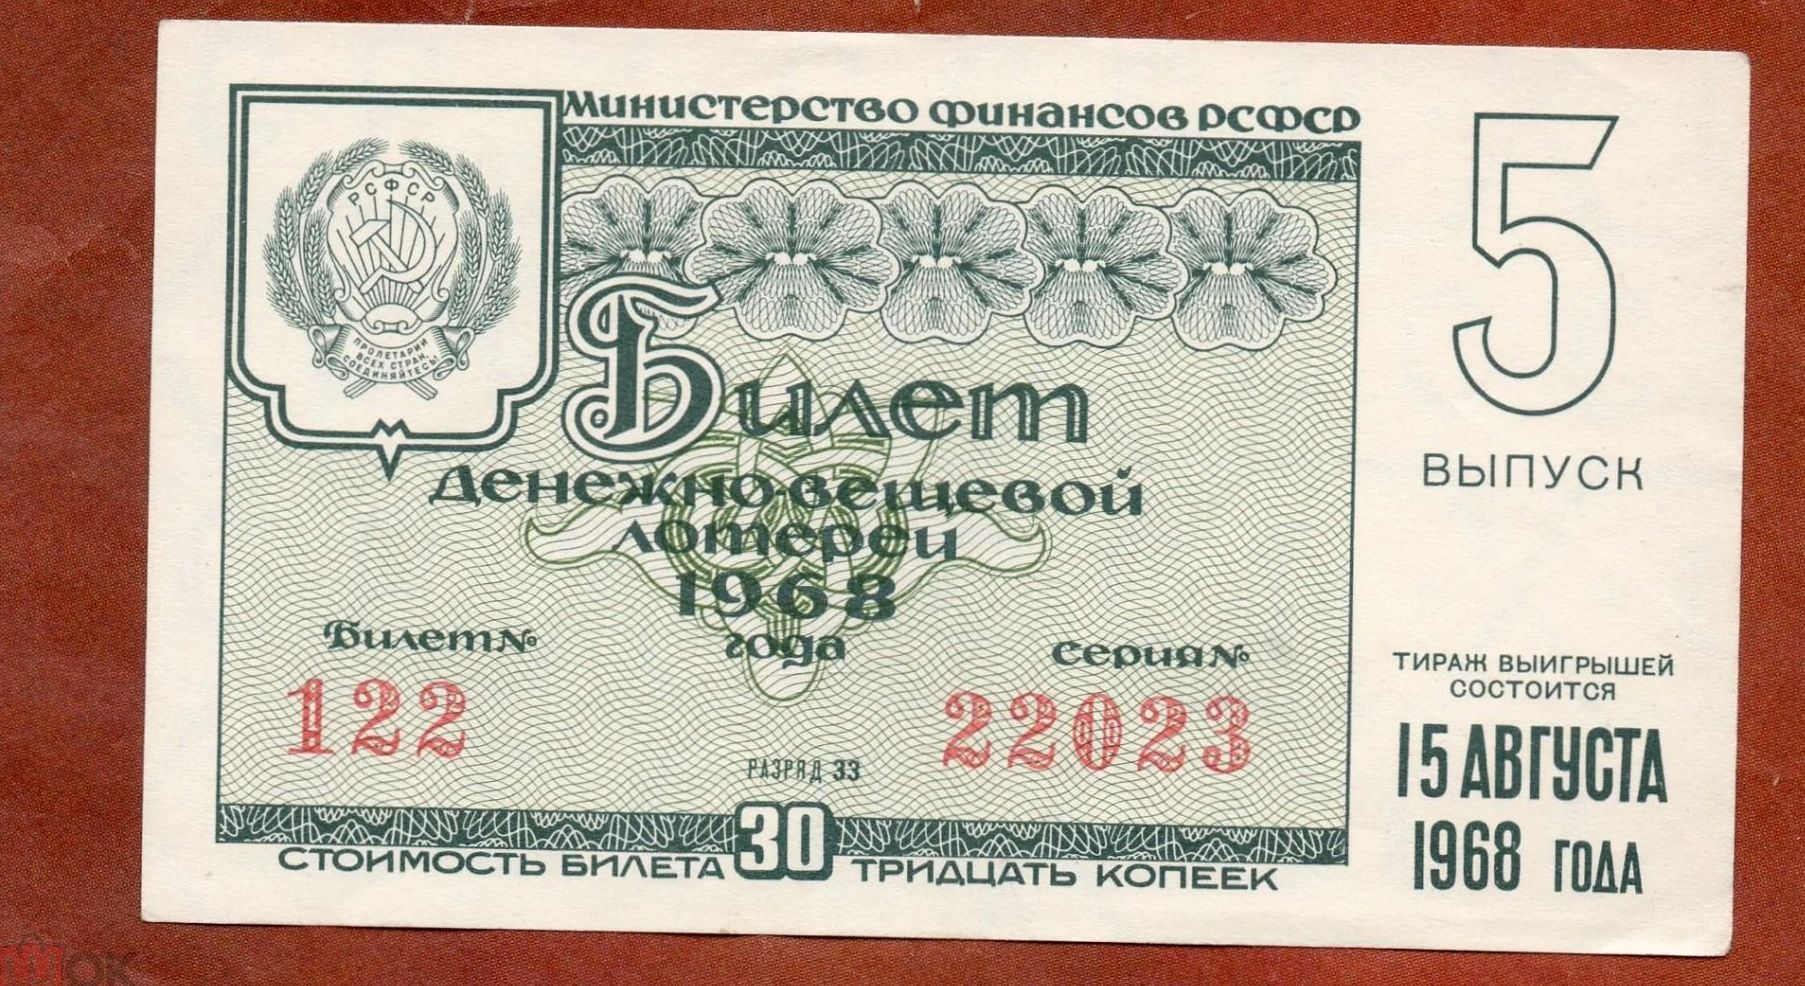 Министерство финансов РСФСР
РСФСР
ПРОЛЕТАРИИ
ВСЕХ СТРАН,
СОЕДИНЯЙТЕСЬ!
Билет
денежно-вещевой
лотереи
1968
года
Билет №
122
серия №
22023
РАЗРЯД 33
СТОИМОСТЬ БИЛЕТА 30 ТРИДЦАТЬ КОПЕЕК
5
ВЫПУСК
ТИРАЖ ВЫИГРЫШЕЙ
СОСТОИТСЯ
15 АВГУСТА
1968 ГОДА